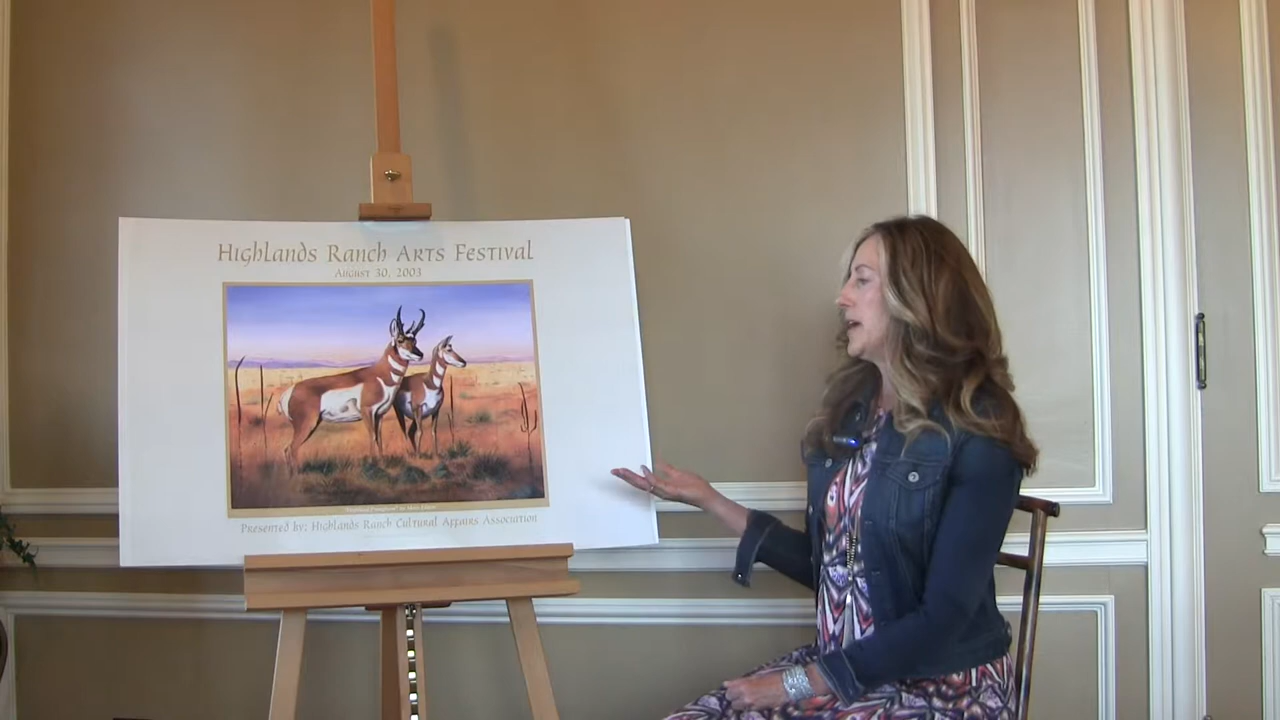 Highlands Ranch Arts Festival
August 30, 2003
Presented by: Highlands Ranch Cultural Affairs Association